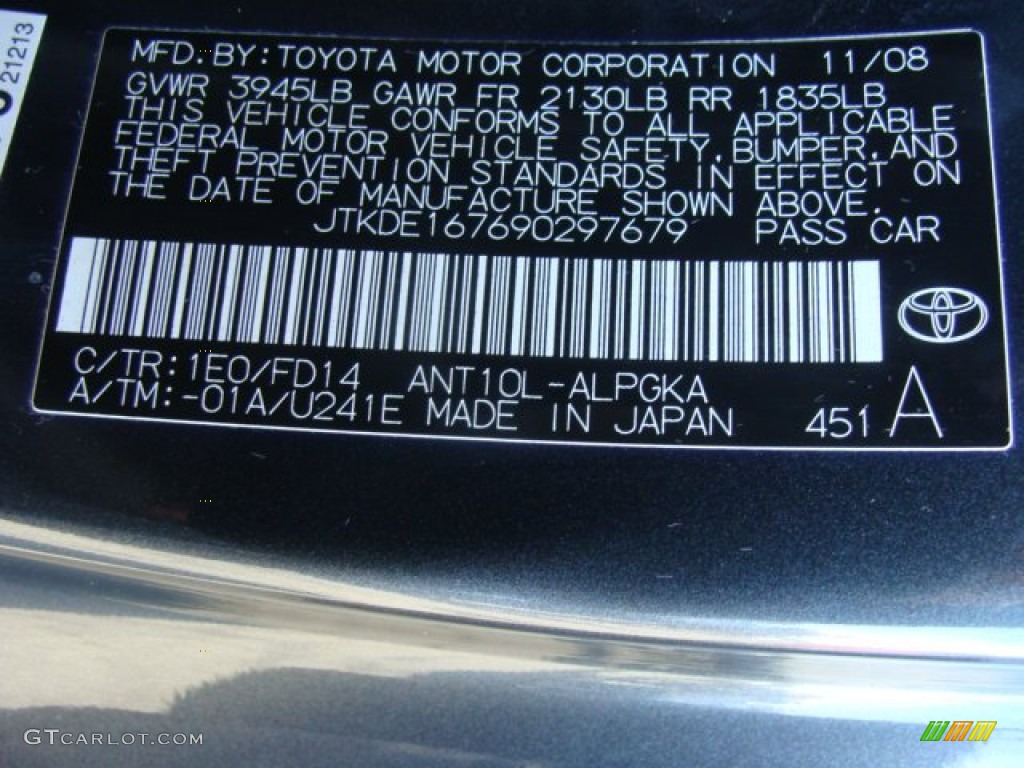 21213
MFD.BY:TOYOTA MOTOR CORPORATION 11/08
GVWR 3945LB GAWR FR 2130LB RR 1835LB
THIS VEHICLE CONFORMS TO ALL APPLICABLE
FEDERAL MOTOR VEHICLE SAFETY,BUMPER,AND
THEFT PREVENTION STANDARDS IN EFFECT ON
THE DATE OF MANUFACTURE SHOWN ABOVE.
JTKDE167690297679 PASS CAR
C/TR:1E0/FD14 ANT10L-ALPGKA
A/TM:-01A/U241E MADE IN JAPAN 451 A
GTCARLOT.COM